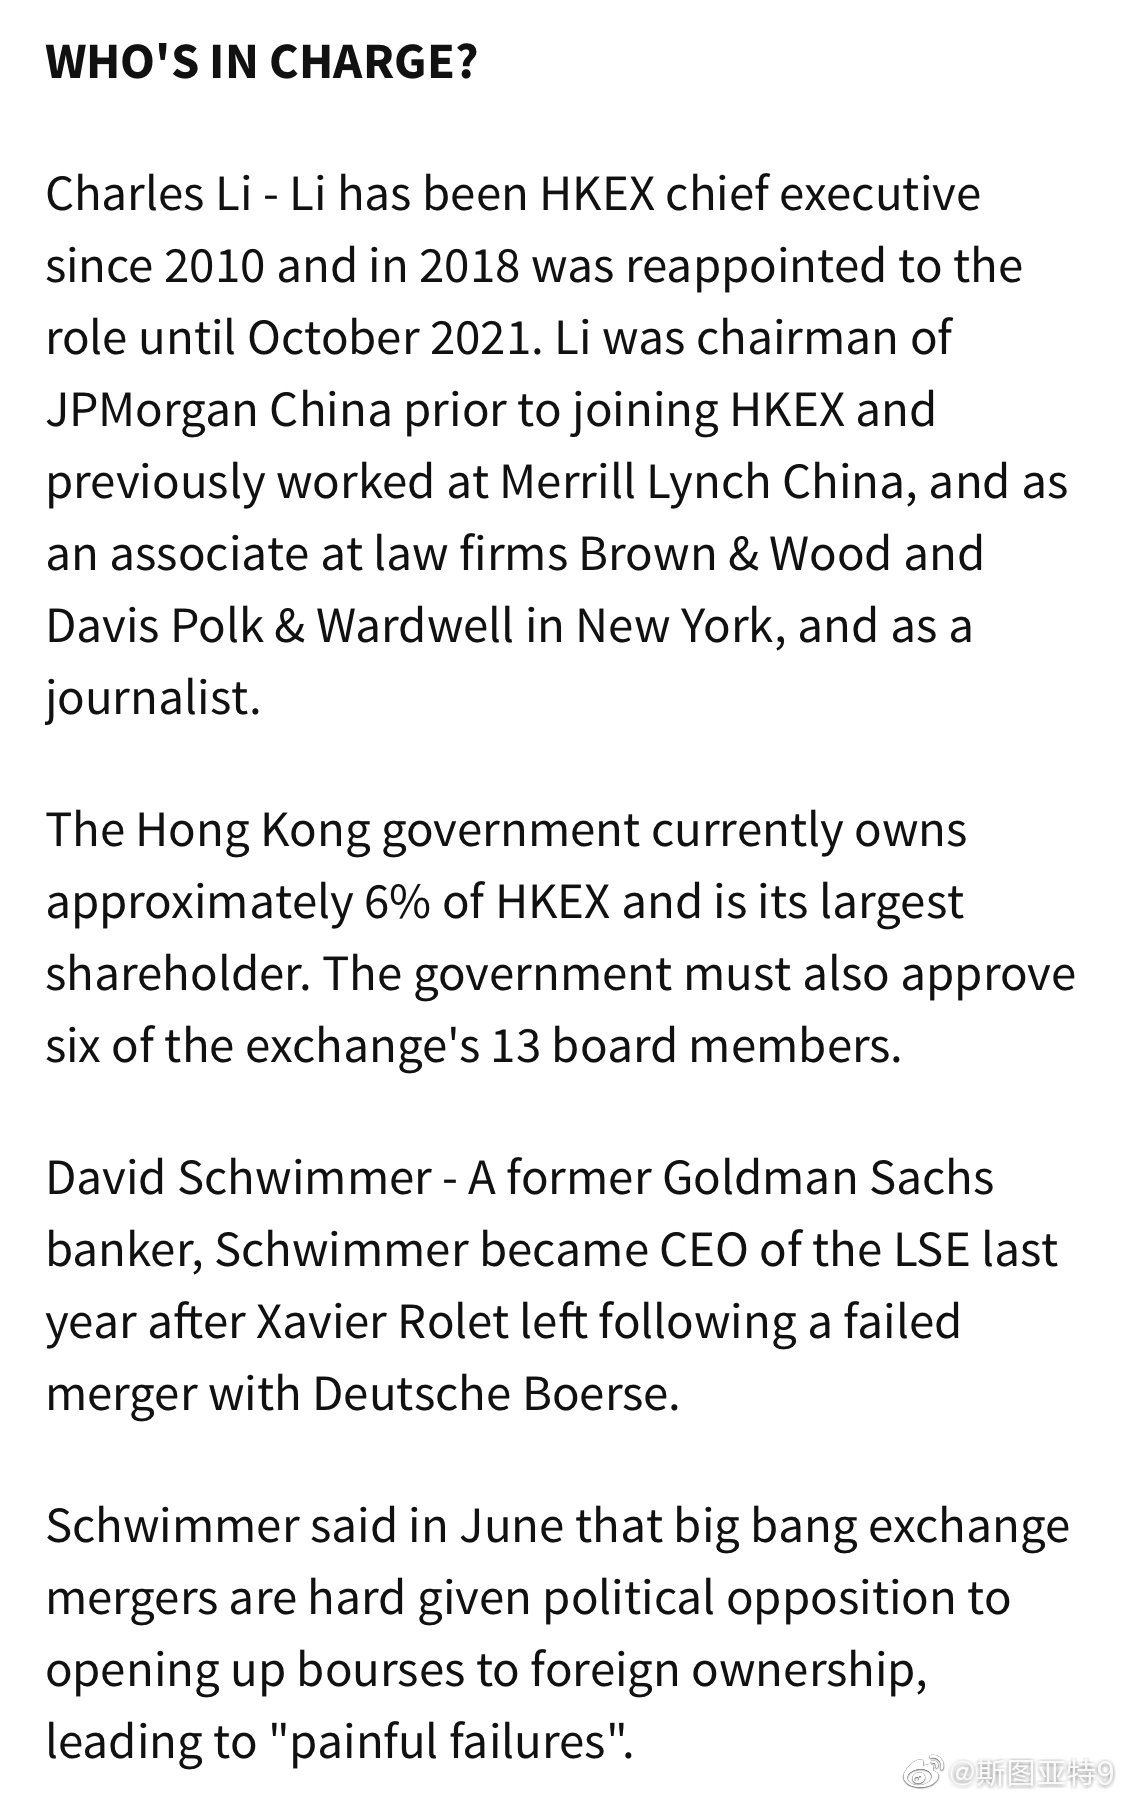 WHO'S IN CHARGE?
Charles Li - Li has been HKEX chief executive
since 2010 and in 2018 was reappointed to the
role until October 2021. Li was chairman of
JPMorgan China prior to joining HKEX and
previously worked at Merrill Lynch China, and as
an associate at law firms Brown & Wood and
Davis Polk & Wardwell in New York, and as a
journalist.
The Hong Kong government currently owns
approximately 6% of HKEX and is its largest
shareholder. The government must also approve
six of the exchange's 13 board members.
David Schwimmer - A former Goldman Sachs
banker, Schwimmer became CEO of the LSE last
year after Xavier Rolet left following a failed
merger with Deutsche Boerse.
Schwimmer said in June that big bang exchange
mergers are hard given political opposition to
opening up bourses to foreign ownership,
leading to "painful failures".
@斯图亚特9